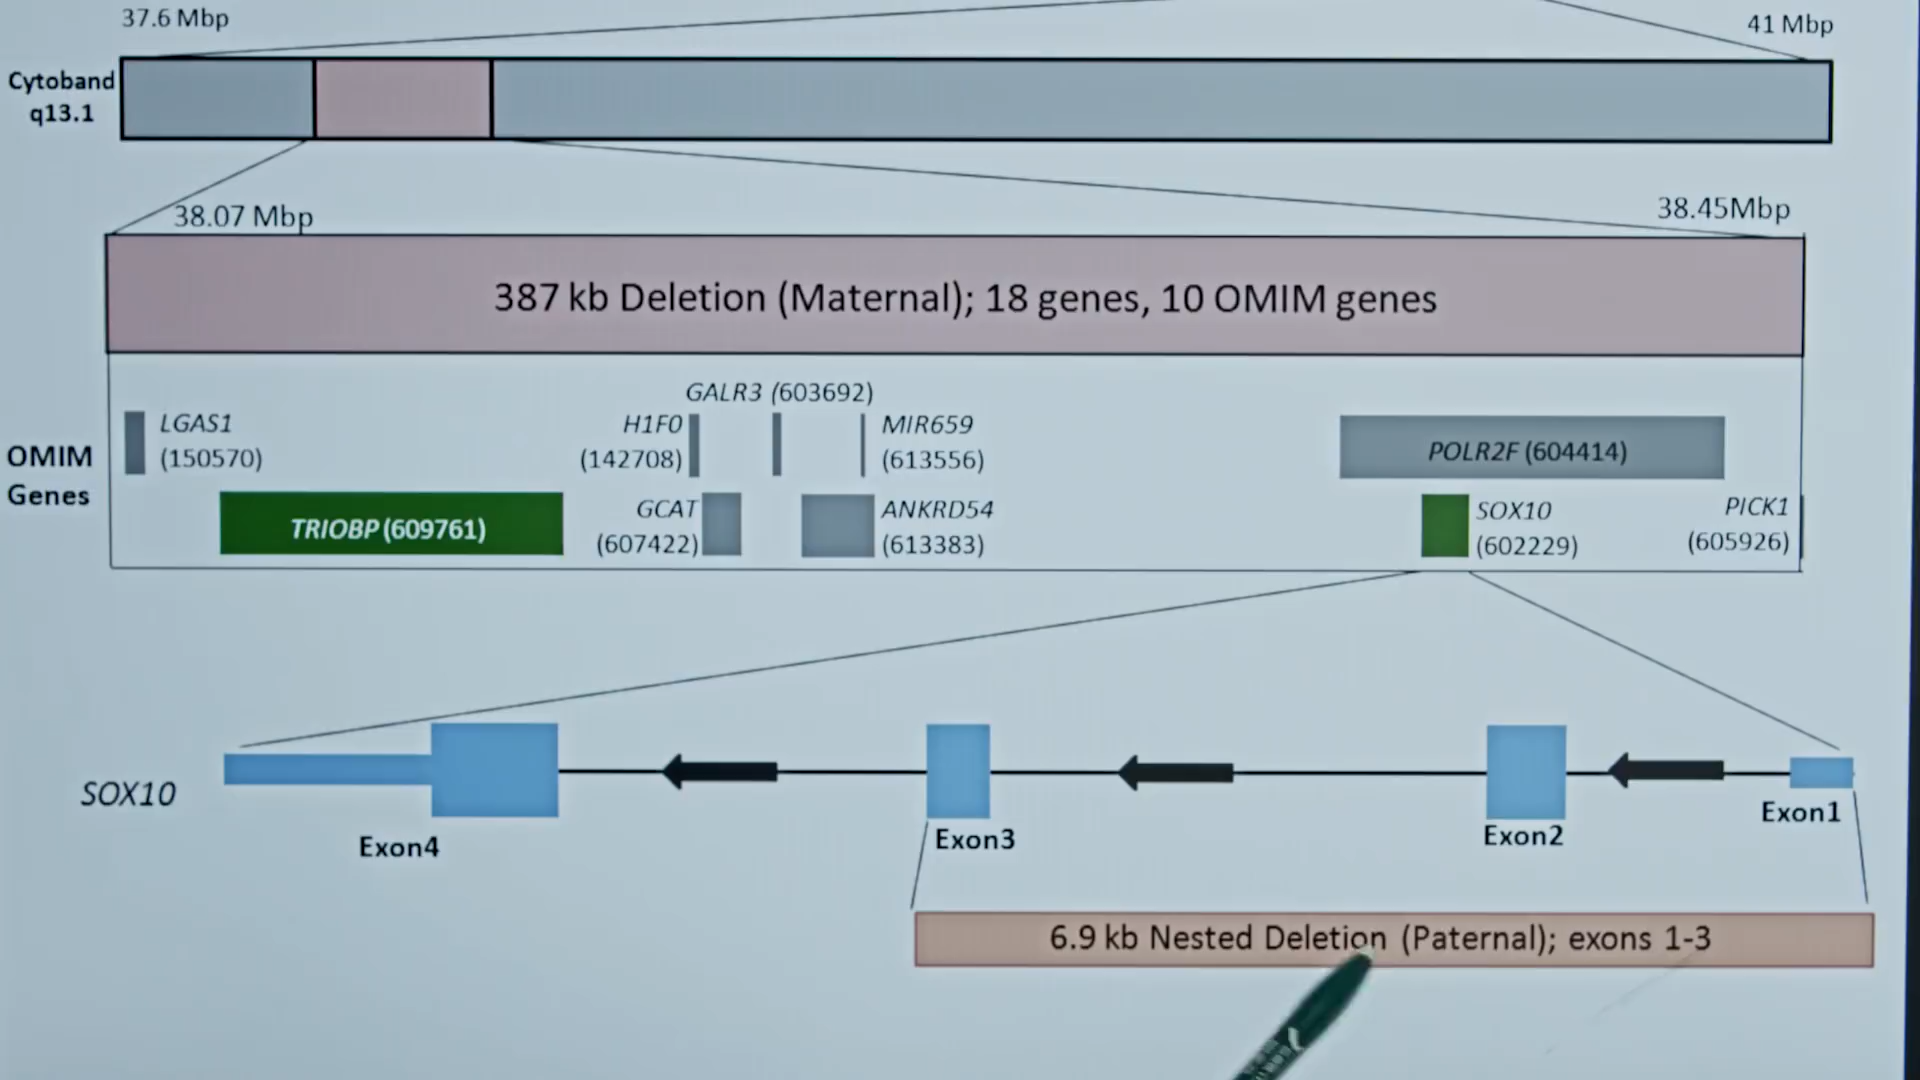 37.6 Mbp
41 Mbp
Cytoband
q13.1
38.07 Mbp
38.45Mbp
387 kb Deletion (Maternal); 18 genes, 10 OMIM genes
OMIM
Genes
LGAS1
(150570)
TRIOBP (609761)
GALR3 (603692)
H1F0
(142708)
MIR659
(613556)
GCAT
(607422)
ANKRD54
(613383)
POLR2F (604414)
SOX10
(602229)
PICK1
(605926)
SOX10
Exon4
Exon3
Exon2
Exon1
6.9 kb Nested Deletion (Paternal); exons 1-3